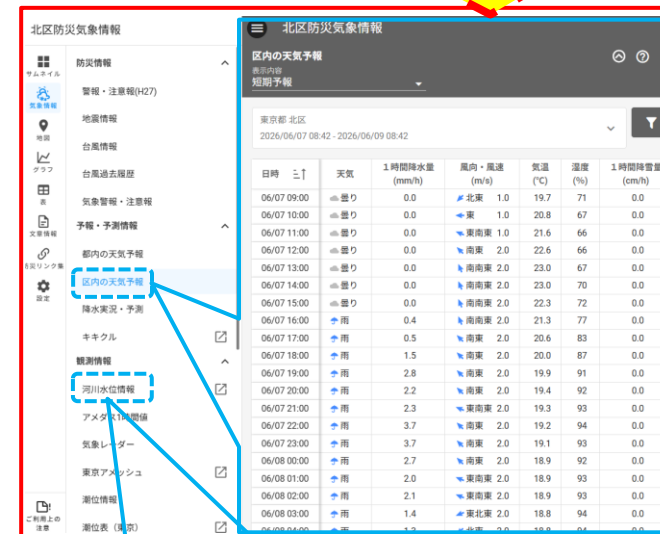 北区防災気象情報
サムネイル
気象情報
地図
グラフ
表
文章情報
防災リンク集
設定
ご利用上の
注意
防災情報
警報・注意報(H27)
地震情報
台風情報
台風過去履歴
気象警報・注意報
予報・予測情報
都内の天気予報
区内の天気予報
降水実況・予測
キキクル
観測情報
河川水位情報
アメダス1時間値
気象レーダー
東京アメッシュ
潮位情報
潮位表（東京）
北区防災気象情報
区内の天気予報
表示内容
短期予報
東京都 北区
2026/06/07 08:42 - 2026/06/09 08:42
日時 天気 1時間降水量 (mm/h) 風向・風速 (m/s) 気温 (℃) 湿度 (%) 1時間降雪量 (cm/h)
06/07 09:00 曇り 0.0 北東 1.0 19.7 71 0.0
06/07 10:00 曇り 0.0 東 1.0 20.8 67 0.0
06/07 11:00 曇り 0.0 東南東 1.0 21.6 66 0.0
06/07 12:00 曇り 0.0 南東 2.0 22.6 66 0.0
06/07 13:00 曇り 0.0 南南東 2.0 23.0 67 0.0
06/07 14:00 曇り 0.0 南南東 2.0 23.0 70 0.0
06/07 15:00 曇り 0.0 南南東 2.0 22.3 72 0.0
06/07 16:00 雨 0.4 南南東 2.0 21.3 77 0.0
06/07 17:00 雨 0.5 南東 2.0 20.6 83 0.0
06/07 18:00 雨 1.5 南東 2.0 20.0 87 0.0
06/07 19:00 雨 2.8 南東 2.0 19.9 91 0.0
06/07 20:00 雨 2.2 南東 2.0 19.4 92 0.0
06/07 21:00 雨 2.3 東南東 2.0 19.3 93 0.0
06/07 22:00 雨 3.7 南東 2.0 19.2 94 0.0
06/07 23:00 雨 3.7 南東 2.0 19.1 93 0.0
06/08 00:00 雨 2.7 南東 2.0 18.9 92 0.0
06/08 01:00 雨 2.0 東南東 2.0 18.9 93 0.0
06/08 02:00 雨 2.1 東南東 2.0 18.9 93 0.0
06/08 03:00 雨 1.4 東北東 2.0 18.8 94 0.0